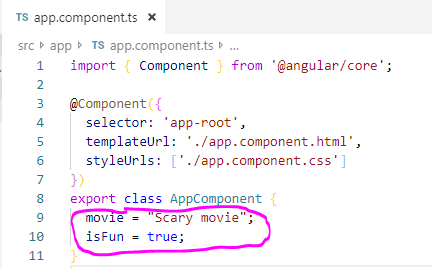 TS app.component.ts ×
src > app > TS app.component.ts > ...
1 import { Component } from '@angular/core';
2
3 @Component({
4   selector: 'app-root',
5   templateUrl: './app.component.html',
6   styleUrls: ['./app.component.css']
7 })
8 export class AppComponent {
9   movie = "Scary movie";
10   isFun = true;
11 }